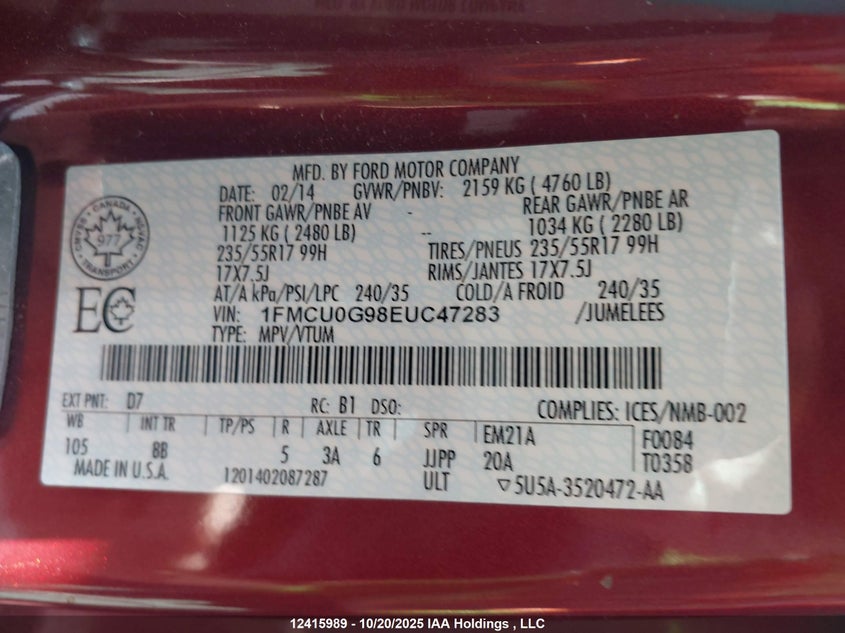 MFD. BY FORD MOTOR COMPANY
DATE: 02/14 GVWR/PNBV: 2159 KG ( 4760 LB)
FRONT GAWR/PNBE AV - REAR GAWR/PNBE AR
1125 KG ( 2480 LB) -- 1034 KG ( 2280 LB)
235/55R17 99H TIRES/PNEUS 235/55R17 99H
17X7.5J RIMS/JANTES 17X7.5J
AT/A kPa/PSI/LPC 240/35 COLD/A FROID 240/35
VIN: 1FMCU0G98EUC47283 /JUMELEES
TYPE: MPV/VTUM
CANADA
977
TRANSPORT
EC
EXT PNT: D7 RC: B1 DSO: COMPLIES: ICES/NMB-002
WB INT TR TP/PS R AXLE TR SPR EM21A F0084
105 BB 5 3A 6 JJPP 20A T0358
MADE IN U.S.A. 1201402087287 ULT ▽5U5A-3520472-AA
12415989 - 10/20/2025 IAA Holdings , LLC